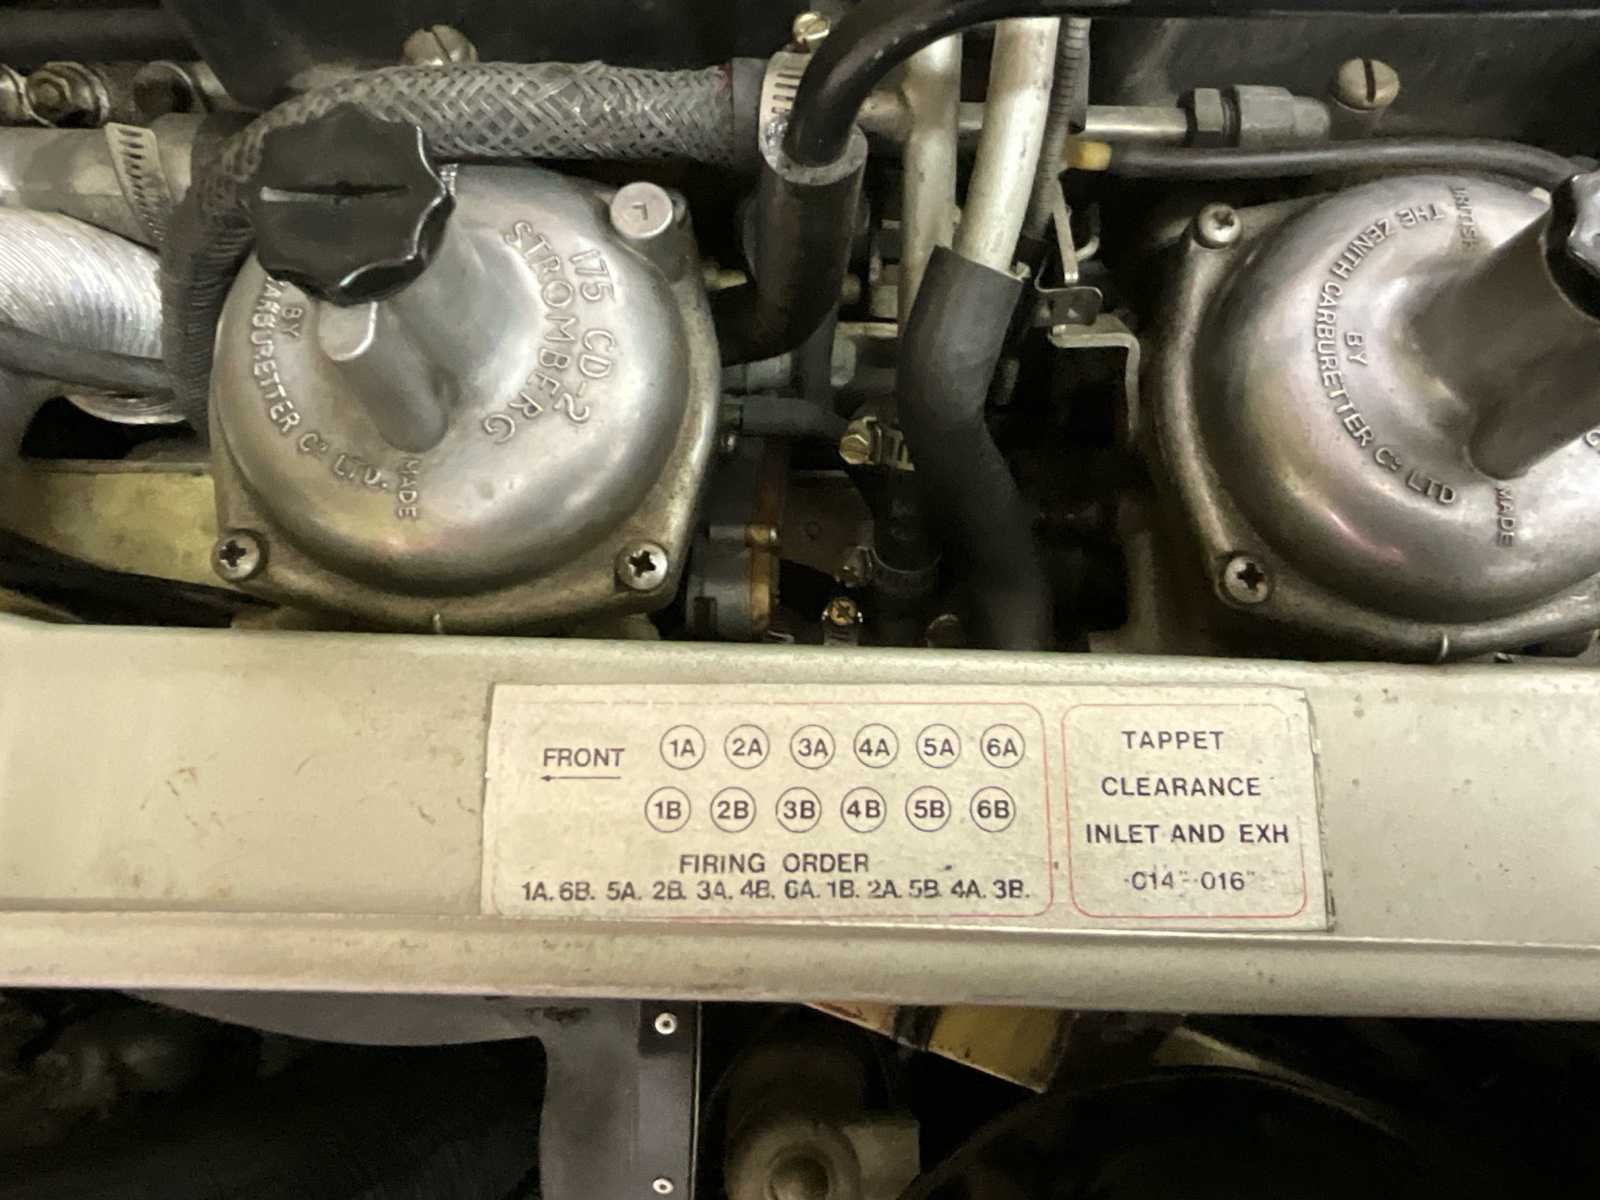 175 CD-2
STROMBERG
BY
CARBURETTER Cº LTD.
MADE
BRITISH
THE ZENITH CARBURETTER Cº LTD
BY
MADE
FRONT
1A 2A 3A 4A 5A 6A
1B 2B 3B 4B 5B 6B
FIRING ORDER
1A. 6B. 5A. 2B. 3A. 4B. 6A. 1B. 2A. 5B. 4A. 3B.
TAPPET
CLEARANCE
INLET AND EXH
·014"-·016"